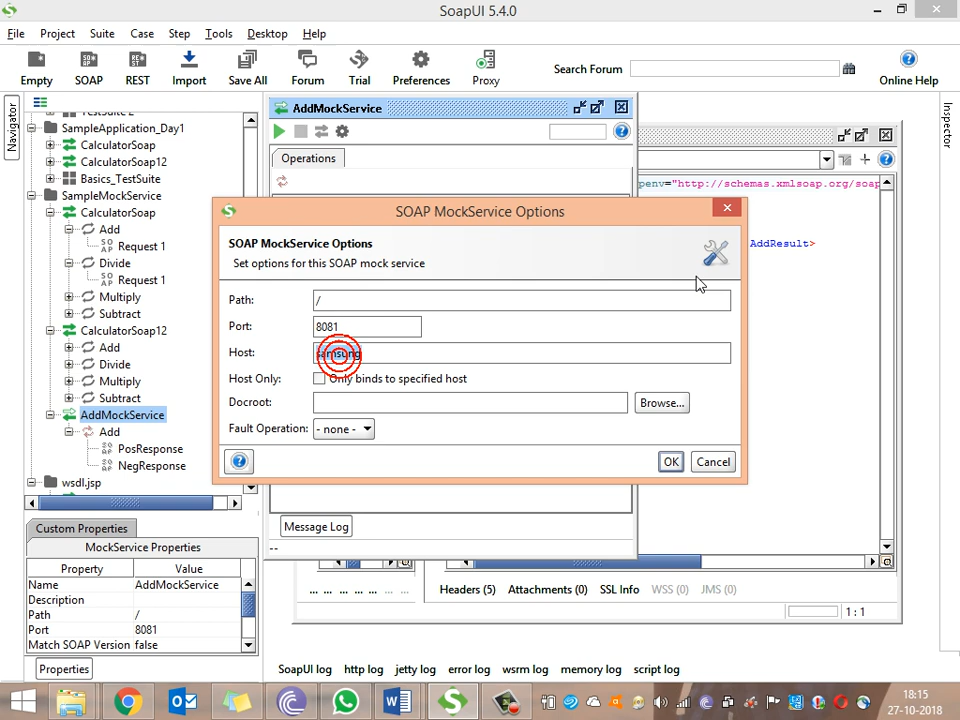 SoapUI 5.4.0
File Project Suite Case Step Tools Desktop Help
Empty SOAP REST Import Save All Forum Trial Preferences Proxy Search Forum Online Help
Navigator
Inspector
TestSuite 2
SampleApplication_Day1
CalculatorSoap
CalculatorSoap12
Basics_TestSuite
SampleMockService
CalculatorSoap
Add
Request 1
Divide
Request 1
Multiply
Subtract
CalculatorSoap12
Add
Divide
Multiply
Subtract
AddMockService
Add
PosResponse
NegResponse
wsdl.jsp
AddMockService
Operations
penv="http://schemas.xmlsoap.org/soap
AddResult>
SOAP MockService Options
SOAP MockService Options
Set options for this SOAP mock service
Path: /
Port: 8081
Host: samsung
Host Only: Only binds to specified host
Docroot: Browse...
Fault Operation: - none -
OK Cancel
Message Log
--
Custom Properties
MockService Properties
Property Value
Name AddMockService
Description
Path /
Port 8081
Match SOAP Version false
Properties
Headers (5) Attachments (0) SSL Info WSS (0) JMS (0)
1 : 1
SoapUI log http log jetty log error log wsrm log memory log script log
18:15
27-10-2018